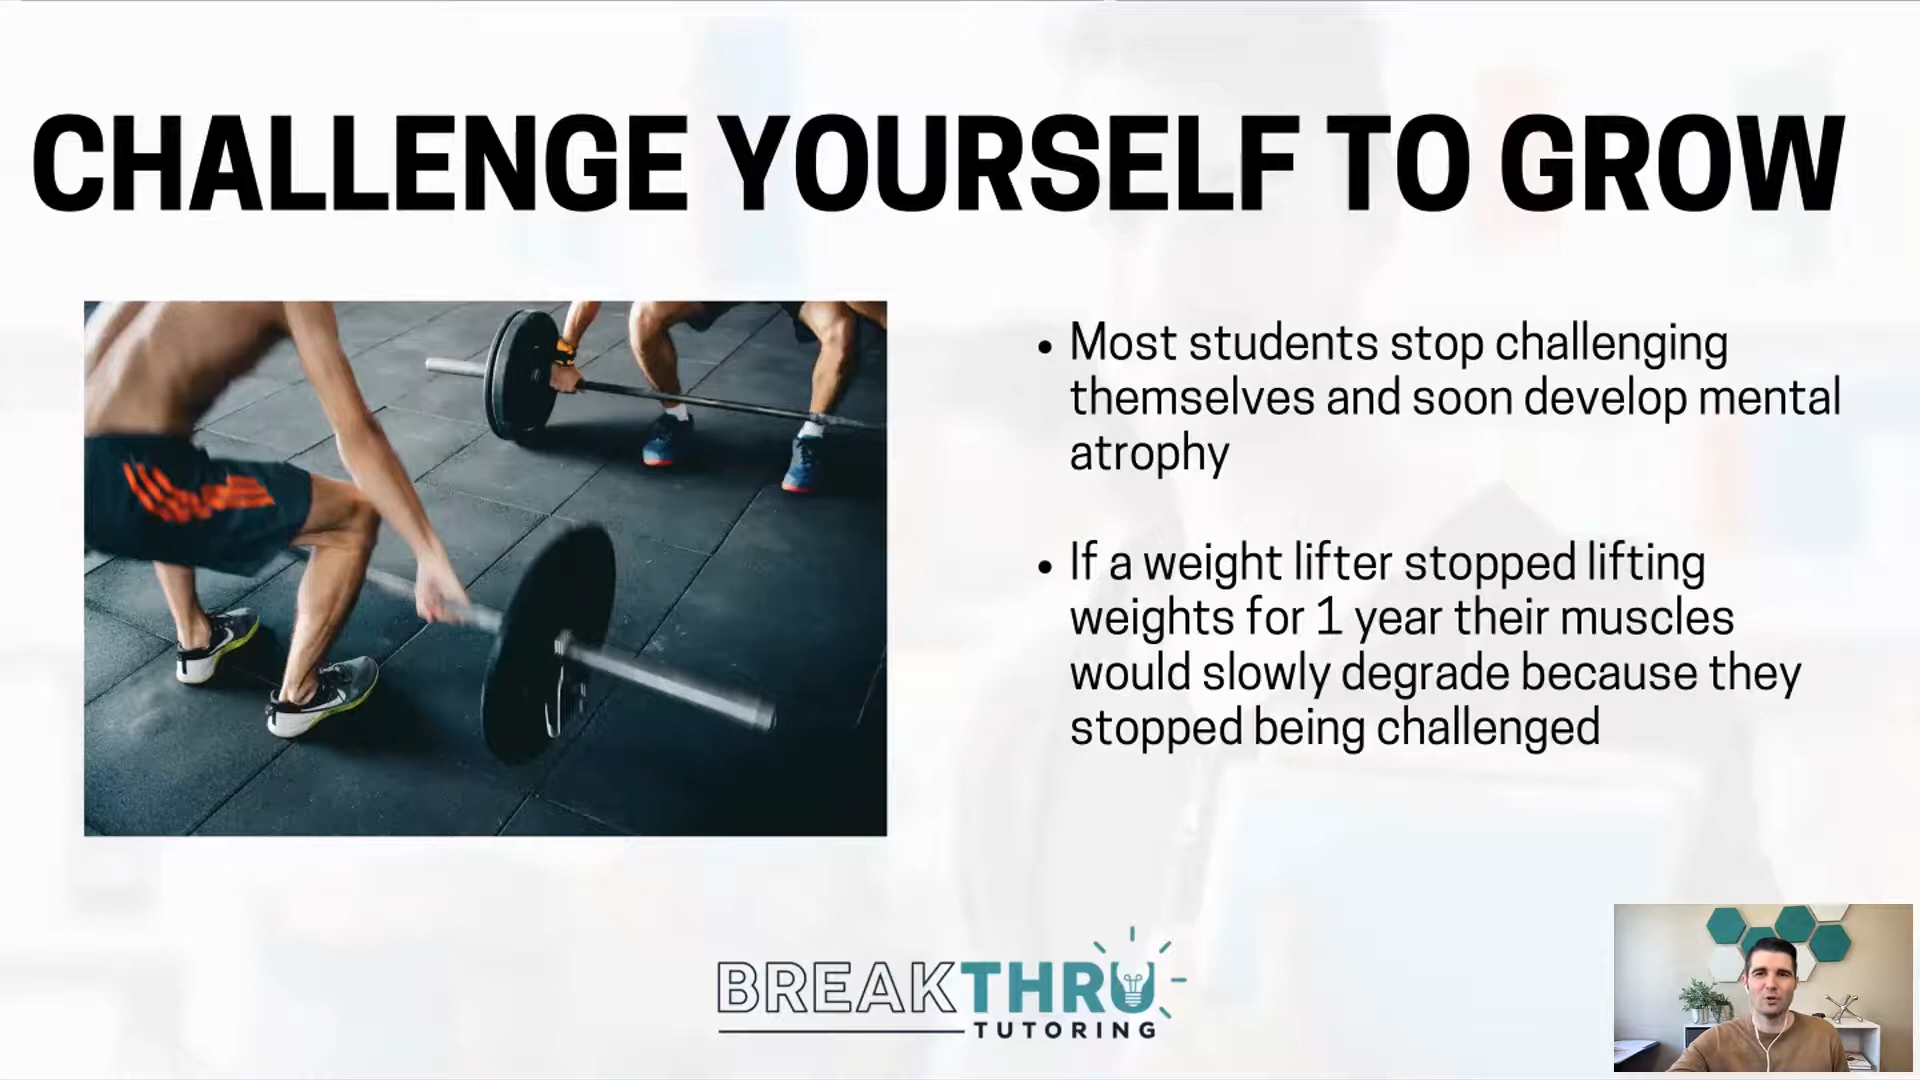 CHALLENGE YOURSELF TO GROW
• Most students stop challenging
themselves and soon develop mental
atrophy
• If a weight lifter stopped lifting
weights for 1 year their muscles
would slowly degrade because they
stopped being challenged
BREAKTHRU
TUTORING